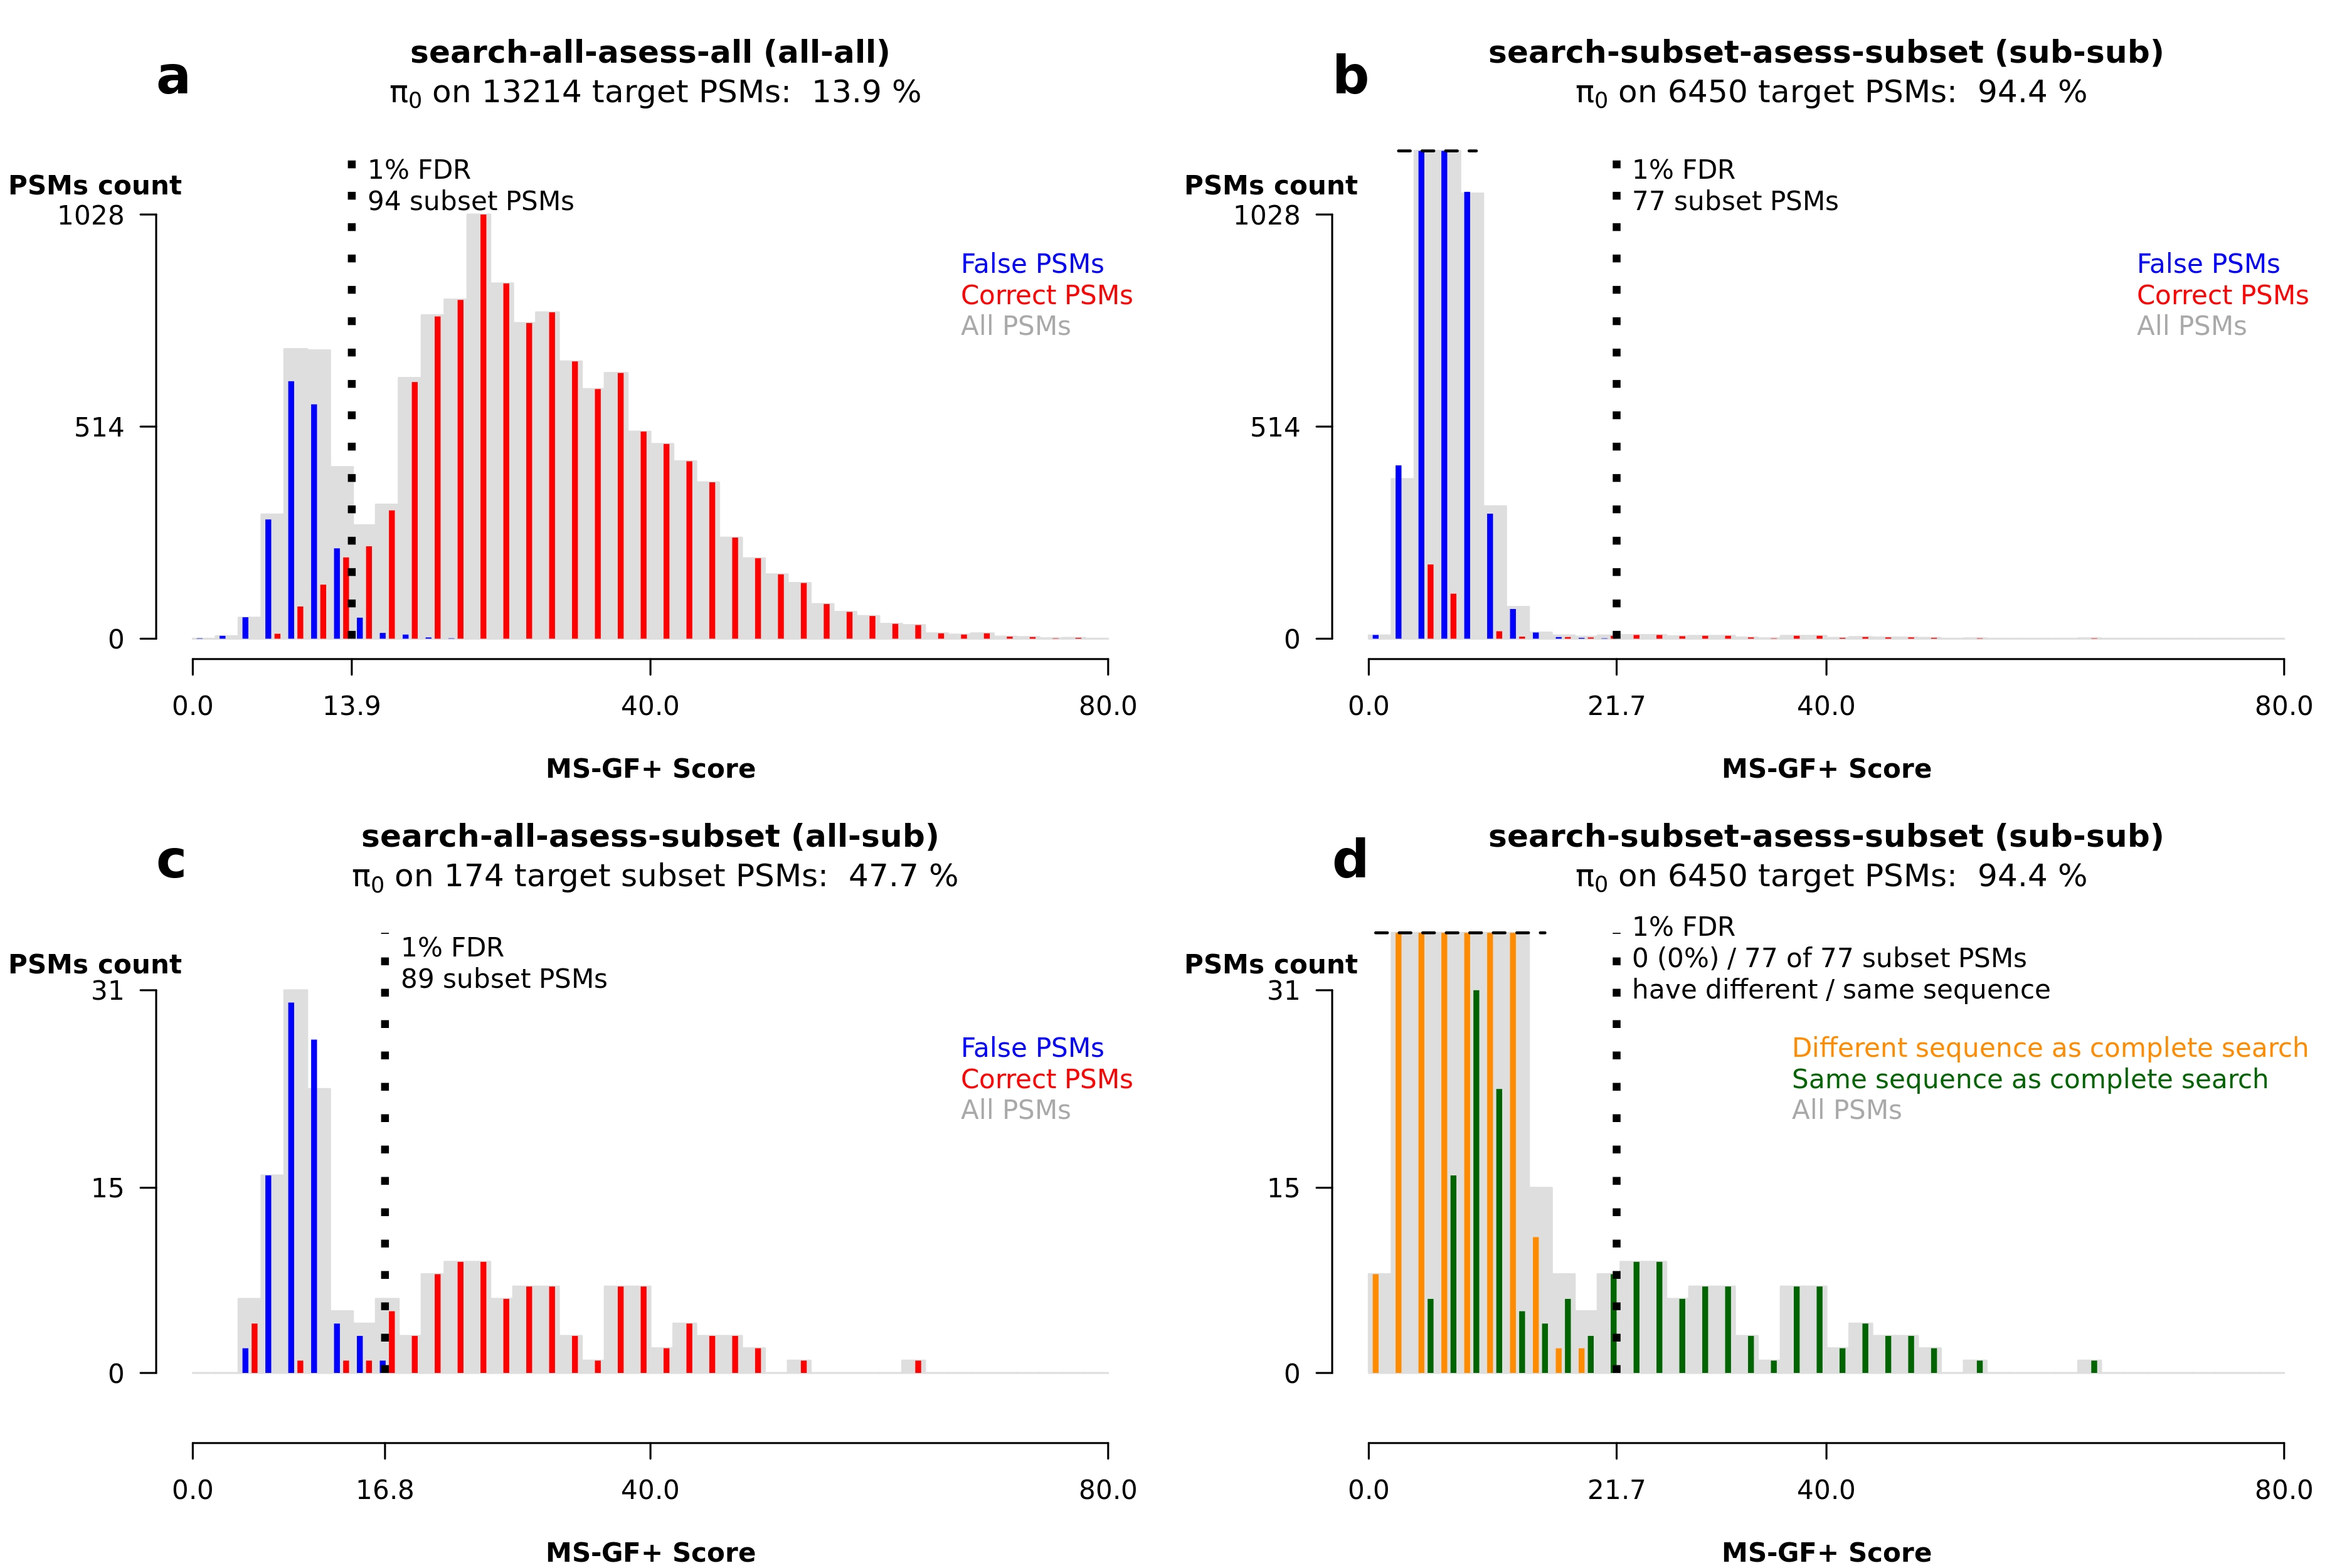 a
search-all-asess-all (all-all)
π0 on 13214 target PSMs: 13.9 %
PSMs count
1028
514
0
1% FDR
94 subset PSMs
False PSMs
Correct PSMs
All PSMs
0.0
13.9
40.0
80.0
MS-GF+ Score
b
search-subset-asess-subset (sub-sub)
π0 on 6450 target PSMs: 94.4 %
PSMs count
1028
514
0
1% FDR
77 subset PSMs
False PSMs
Correct PSMs
All PSMs
0.0
21.7
40.0
80.0
MS-GF+ Score
c
search-all-asess-subset (all-sub)
π0 on 174 target subset PSMs: 47.7 %
PSMs count
31
15
0
1% FDR
89 subset PSMs
False PSMs
Correct PSMs
All PSMs
0.0
16.8
40.0
80.0
MS-GF+ Score
d
search-subset-asess-subset (sub-sub)
π0 on 6450 target PSMs: 94.4 %
PSMs count
31
15
0
1% FDR
0 (0%) / 77 of 77 subset PSMs
have different / same sequence
Different sequence as complete search
Same sequence as complete search
All PSMs
0.0
21.7
40.0
80.0
MS-GF+ Score